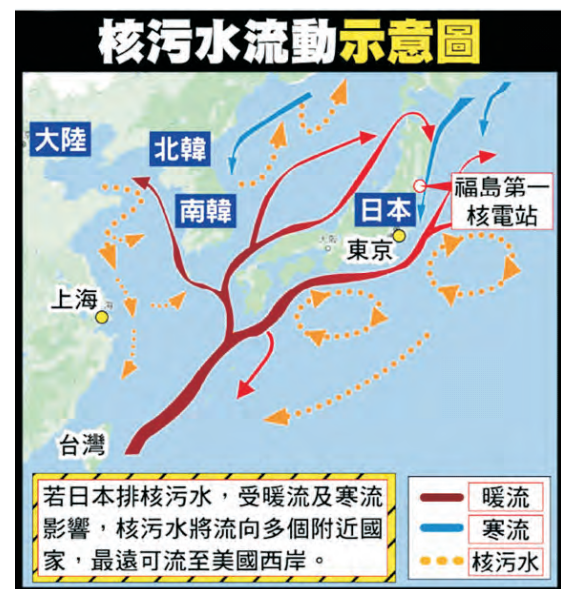 核污水流動示意圖
大陸
北韓
南韓
日本
福島第一
核電站
東京
上海
台灣
若日本排核污水，受暖流及寒流
影響，核污水將流向多個附近國
家，最遠可流至美國西岸。
暖流
寒流
核污水